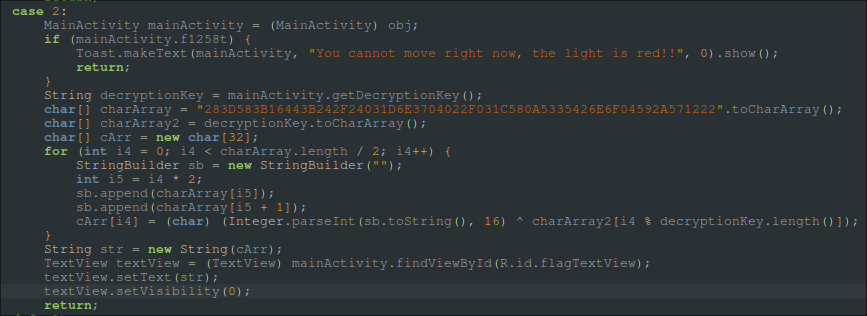 case 2:
MainActivity mainActivity = (MainActivity) obj;
if (mainActivity.f1258t) {
Toast.makeText(mainActivity, "You cannot move right now, the light is red!!", 0).show();
return;
}
String decryptionKey = mainActivity.getDecryptionKey();
char[] charArray = "283D583B16443B242F24031D6E3704022F031C580A5335426E6F04592A571222".toCharArray();
char[] charArray2 = decryptionKey.toCharArray();
char[] cArr = new char[32];
for (int i4 = 0; i4 < charArray.length / 2; i4++) {
StringBuilder sb = new StringBuilder("");
int i5 = i4 * 2;
sb.append(charArray[i5]);
sb.append(charArray[i5 + 1]);
cArr[i4] = (char) (Integer.parseInt(sb.toString(), 16) ^ charArray2[i4 % decryptionKey.length()]);
}
String str = new String(cArr);
TextView textView = (TextView) mainActivity.findViewById(R.id.flagTextView);
textView.setText(str);
textView.setVisibility(0);
return;